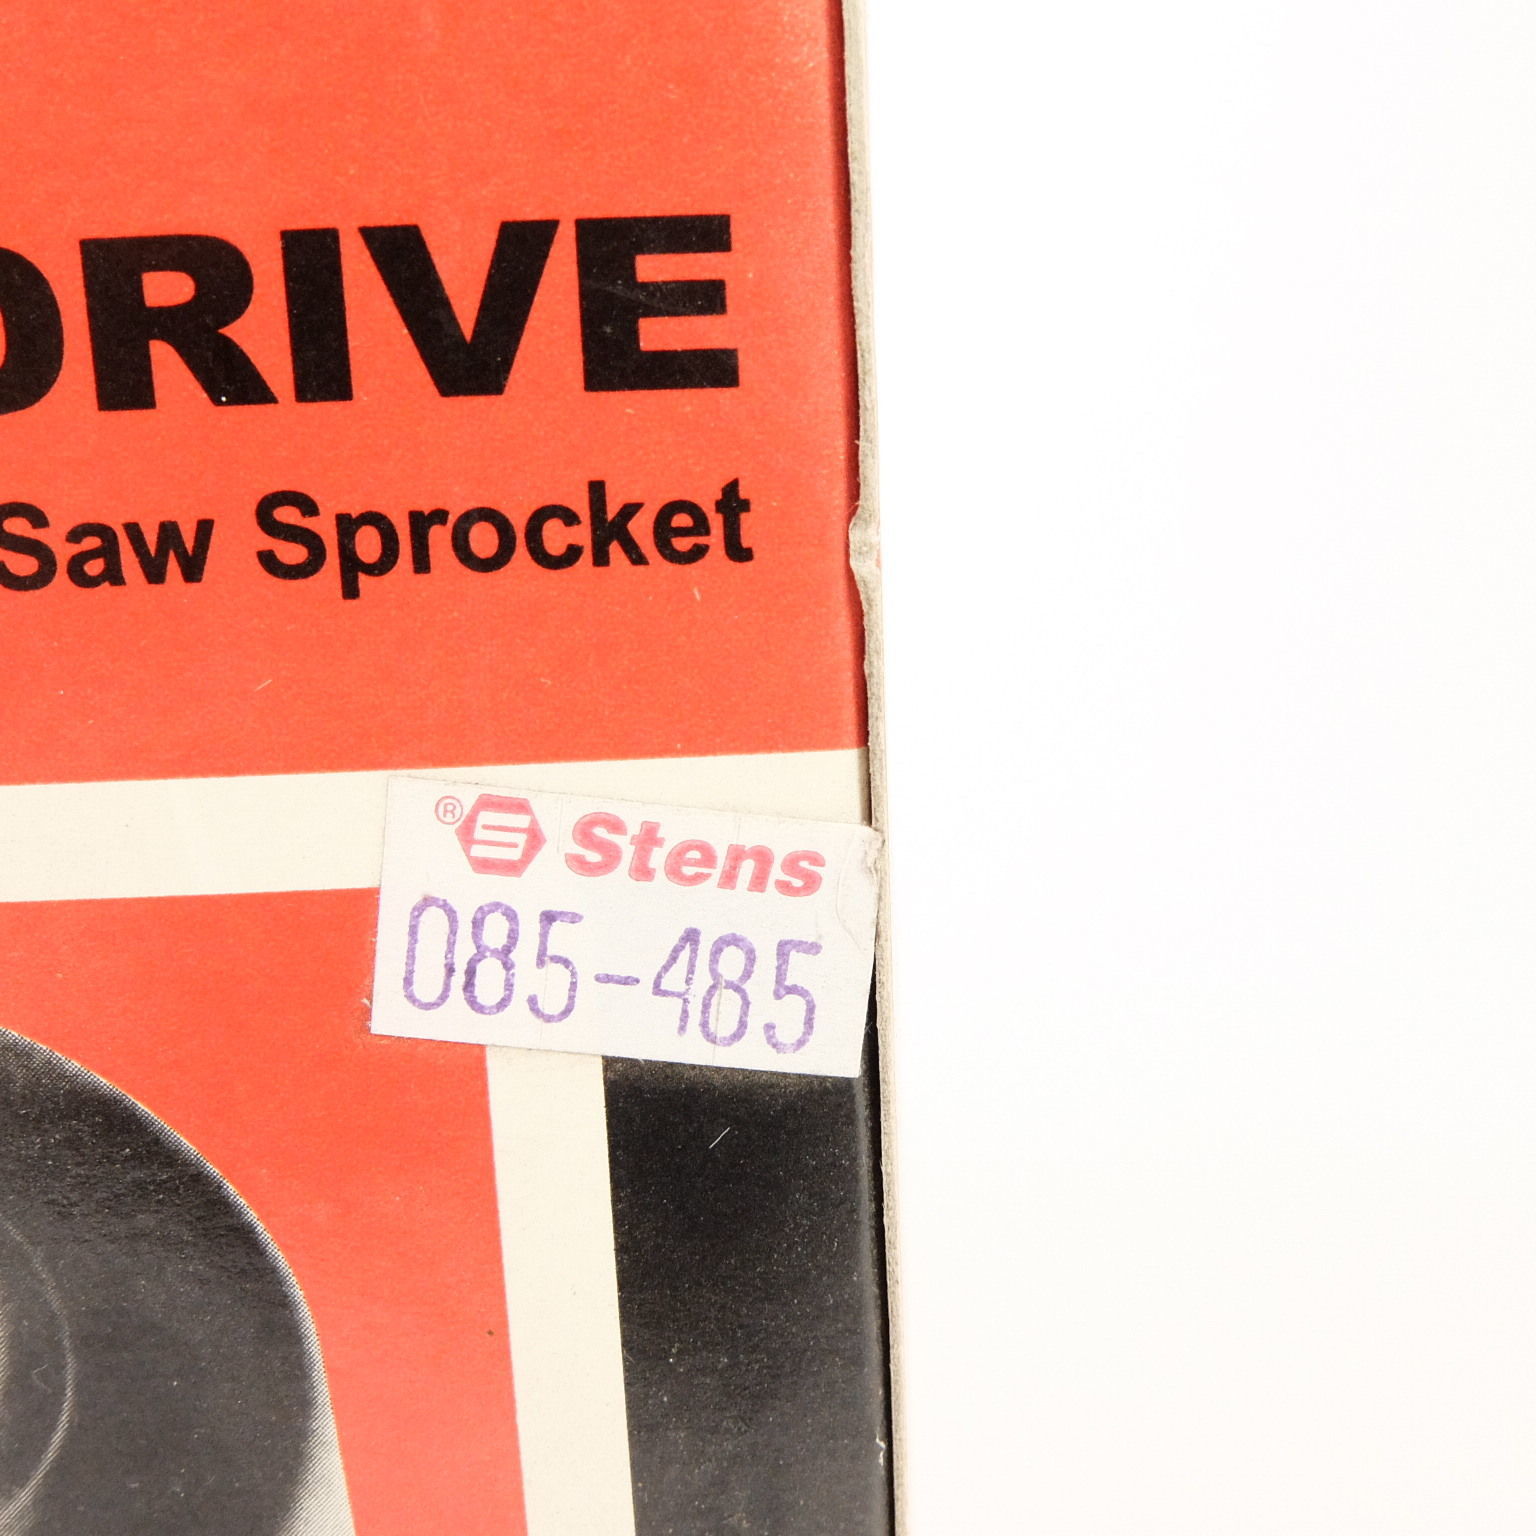 DRIVE
Saw Sprocket
® S Stens
085-485